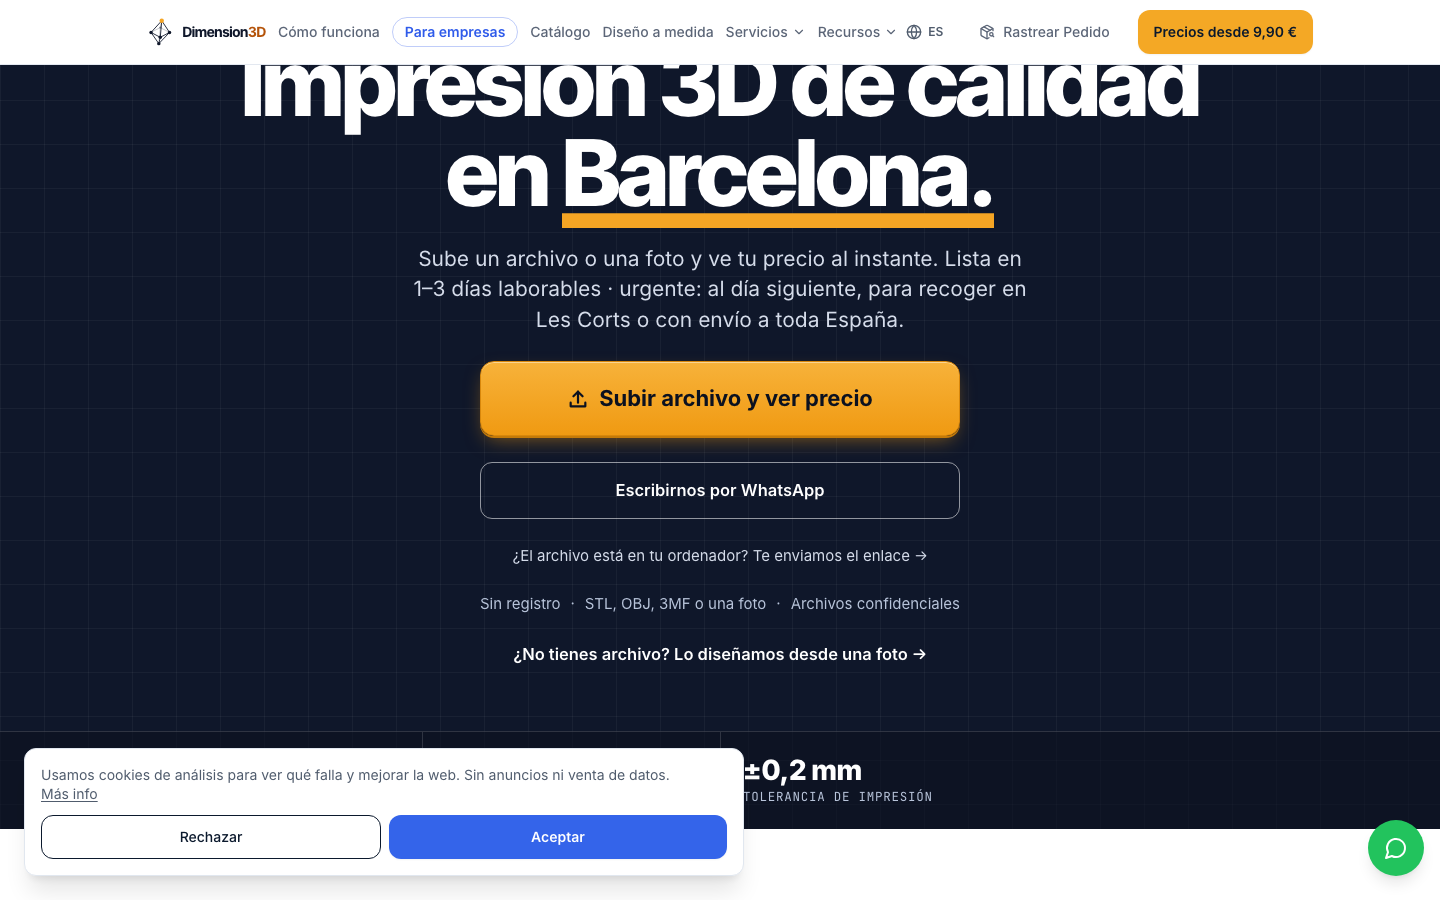 Dimension3D Cómo funciona Para empresas Catálogo Diseño a medida Servicios Recursos ES Rastrear Pedido Precios desde 9,90 €
Impresión 3D de calidad
en Barcelona.
Sube un archivo o una foto y ve tu precio al instante. Lista en
1–3 días laborables · urgente: al día siguiente, para recoger en
Les Corts o con envío a toda España.
Subir archivo y ver precio
Escribirnos por WhatsApp
¿El archivo está en tu ordenador? Te enviamos el enlace →
Sin registro · STL, OBJ, 3MF o una foto · Archivos confidenciales
¿No tienes archivo? Lo diseñamos desde una foto →
±0,2 mm
TOLERANCIA DE IMPRESIÓN
Usamos cookies de análisis para ver qué falla y mejorar la web. Sin anuncios ni venta de datos.
Más info
Rechazar
Aceptar